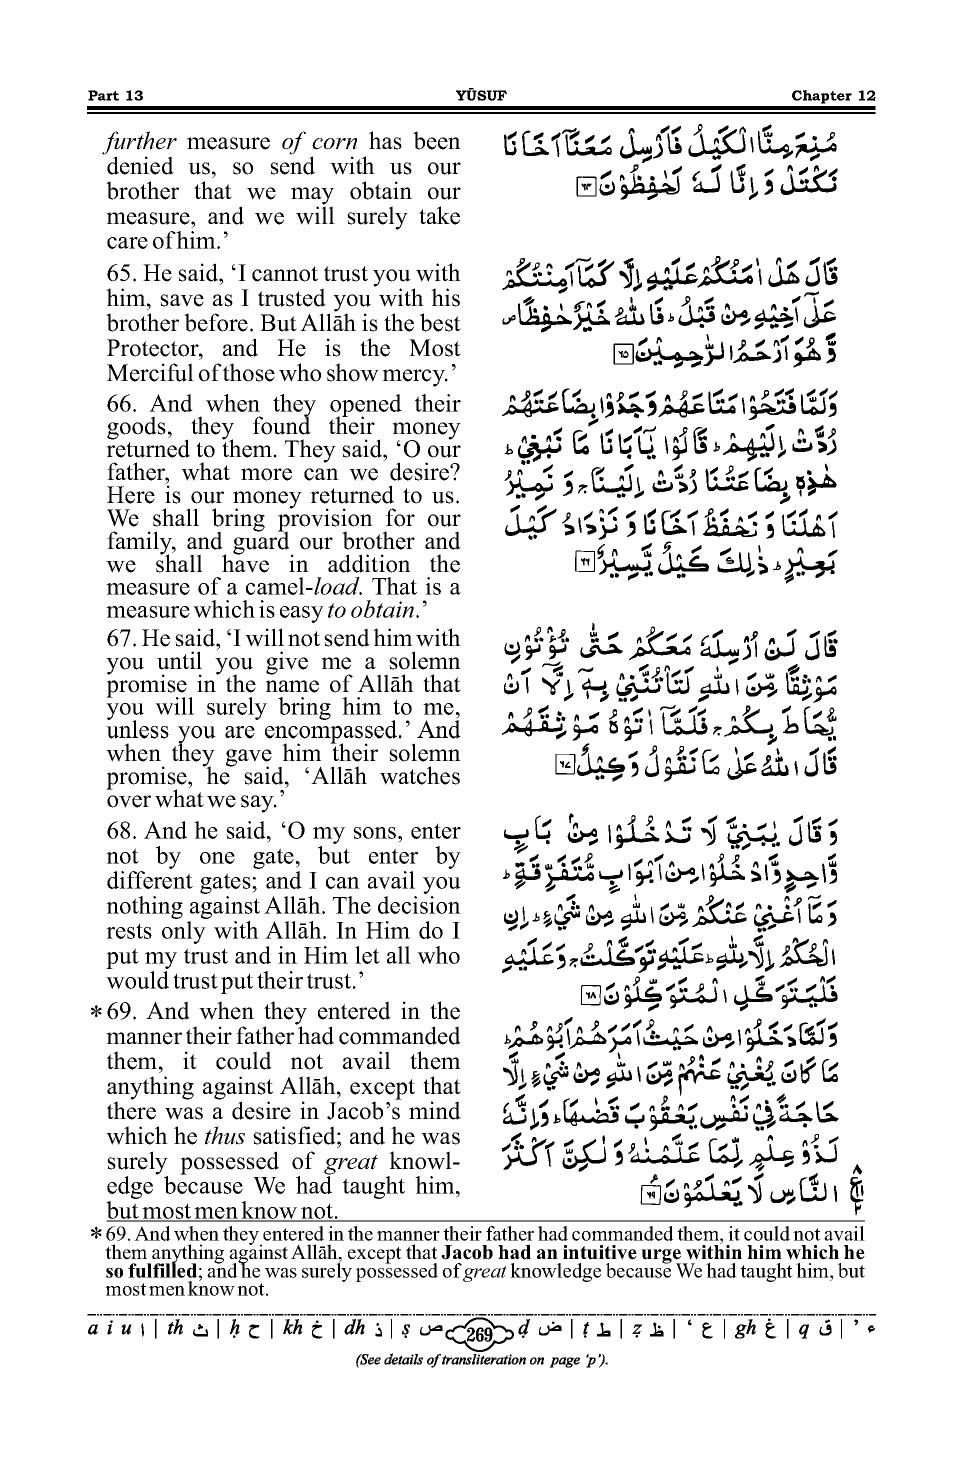 Part 13 YŪSUF Chapter 12
further measure of corn has been
denied us, so send with us our
brother that we may obtain our
measure, and we will surely take
care of him.’
65. He said, ‘I cannot trust you with
him, save as I trusted you with his
brother before. But Allāh is the best
Protector, and He is the Most
Merciful of those who show mercy.’
66. And when they opened their
goods, they found their money
returned to them. They said, ‘O our
father, what more can we desire?
Here is our money returned to us.
We shall bring provision for our
family, and guard our brother and
we shall have in addition the
measure of a camel-load. That is a
measure which is easy to obtain.’
67. He said, ‘I will not send him with
you until you give me a solemn
promise in the name of Allāh that
you will surely bring him to me,
unless you are encompassed.’ And
when they gave him their solemn
promise, he said, ‘Allāh watches
over what we say.’
68. And he said, ‘O my sons, enter
not by one gate, but enter by
different gates; and I can avail you
nothing against Allāh. The decision
rests only with Allāh. In Him do I
put my trust and in Him let all who
would trust put their trust.’
*69. And when they entered in the
manner their father had commanded
them, it could not avail them
anything against Allāh, except that
there was a desire in Jacob’s mind
which he thus satisfied; and he was
surely possessed of great knowl-
edge because We had taught him,
but most men know not.
مُنِعَ مِنَّا الْكَيْلُ فَاَرْسِلْ مَعَنَاۤ اَخَانَا
نَكْتَلْ وَ اِنَّا لَهٗ لَحٰفِظُوْنَ ﴿۶۴﴾
قَالَ هَلْ اٰمَنُكُمْ عَلَيْهِ اِلَّا كَمَاۤ اَمِنْتُكُمْ
عَلٰۤى اَخِيْهِ مِنْ قَبْلُ ؕ فَاللّٰهُ خَيْرٌ حٰفِظًا ۪
وَّ هُوَ اَرْحَمُ الرّٰحِمِيْنَ ﴿۶۵﴾
وَ لَمَّا فَتَحُوْا مَتَاعَهُمْ وَجَدُوْا بِضَاعَتَهُمْ
رُدَّتْ اِلَيْهِمْ ؕ قَالُوْا يٰۤاَبَانَا مَا نَبْغِيْ ؕ
هٰذِهٖ بِضَاعَتُنَا رُدَّتْ اِلَيْنَا ۚ وَ نَمِيْرُ
اَهْلَنَا وَ نَحْفَظُ اَخَانَا وَ نَزْدَادُ كَيْلَ
بَعِيْرٍ ؕ ذٰلِكَ كَيْلٌ يَّسِيْرٌ ﴿۶۶﴾
قَالَ لَنْ اُرْسِلَهٗ مَعَكُمْ حَتّٰى تُؤْتُوْنِ
مَوْثِقًا مِّنَ اللّٰهِ لَتَاْتُنَّنِيْ بِهٖۤ اِلَّاۤ اَنْ
يُّحَاطَ بِكُمْ ۚ فَلَمَّاۤ اٰتَوْهُ مَوْثِقَهُمْ
قَالَ اللّٰهُ عَلٰى مَا نَقُوْلُ وَكِيْلٌ ﴿۶۷﴾
وَ قَالَ يٰبَنِيَّ لَا تَدْخُلُوْا مِنْۢ بَابٍ
وَّاحِدٍ وَّ ادْخُلُوْا مِنْ اَبْوَابٍ مُّتَفَرِّقَةٍ ؕ
وَ مَاۤ اُغْنِيْ عَنْكُمْ مِّنَ اللّٰهِ مِنْ شَيْءٍ ؕ اِنِ
الْحُكْمُ اِلَّا لِلّٰهِ ؕ عَلَيْهِ تَوَكَّلْتُ ۚ وَ عَلَيْهِ
فَلْيَتَوَكَّلِ الْمُتَوَكِّلُوْنَ ﴿۶۸﴾
وَ لَمَّا دَخَلُوْا مِنْ حَيْثُ اَمَرَهُمْ اَبُوْهُمْ ؕ
مَا كَانَ يُغْنِيْ عَنْهُمْ مِّنَ اللّٰهِ مِنْ شَيْءٍ اِلَّا
حَاجَةً فِيْ نَفْسِ يَعْقُوْبَ قَضٰىهَا ؕ وَ اِنَّهٗ
لَذُوْ عِلْمٍ لِّمَا عَلَّمْنٰهُ وَ لٰكِنَّ اَكْثَرَ
النَّاسِ لَا يَعْلَمُوْنَ ﴿۶۹﴾
*69. And when they entered in the manner their father had commanded them, it could not avail
them anything against Allāh, except that Jacob had an intuitive urge within him which he
so fulfilled; and he was surely possessed of great knowledge because We had taught him, but
most men know not.
a i u ا | th ث | ḥ ح | kh خ | dh ذ | ṣ ص 269 ḍ ض | ṭ ط | ẓ ظ | ‘ ع | gh غ | q ق | ’ ء
(See details of transliteration on page ‘p’).